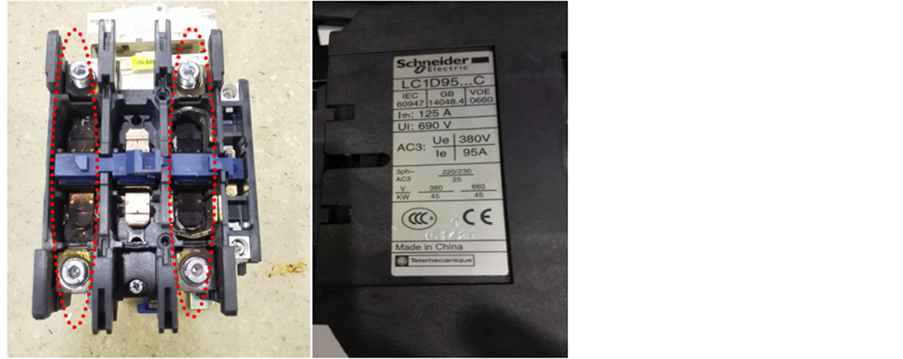 Schneider
Electric
LC1D95...C
IEC 60947 GB 14048.4 VDE 0660
Ith: 125 A
Ui: 690 V
AC3: Ue 380V
Ie 95A
3ph~ 220/230
AC3 25
V 380 660
KW 45 45
CCC CE
Made in China
Telemecanique